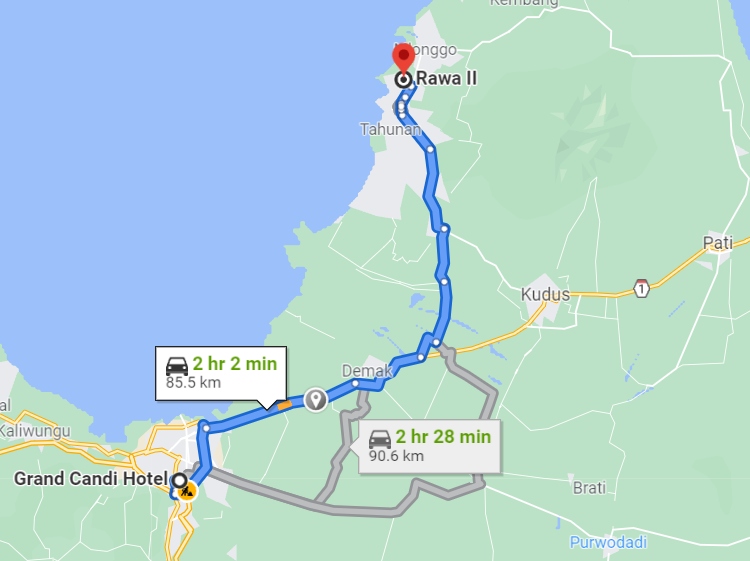 Kembang
Rawa II
Tahunan
Pati
1
Kudus
2 hr 2 min
85.5 km
Demak
Kaliwungu
2 hr 28 min
90.6 km
Grand Candi Hotel
Brati
Purwodadi